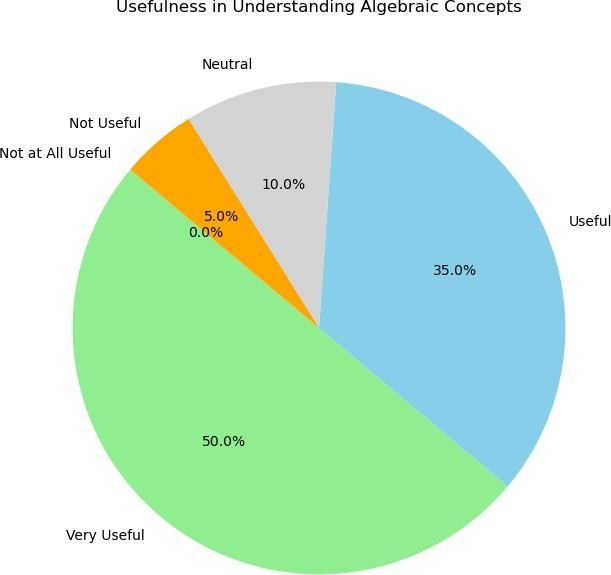 Usefulness in Understanding Algebraic Concepts
Neutral
Not Useful
Not at All Useful
10.0%
5.0%
0.0%
Useful
35.0%
50.0%
Very Useful